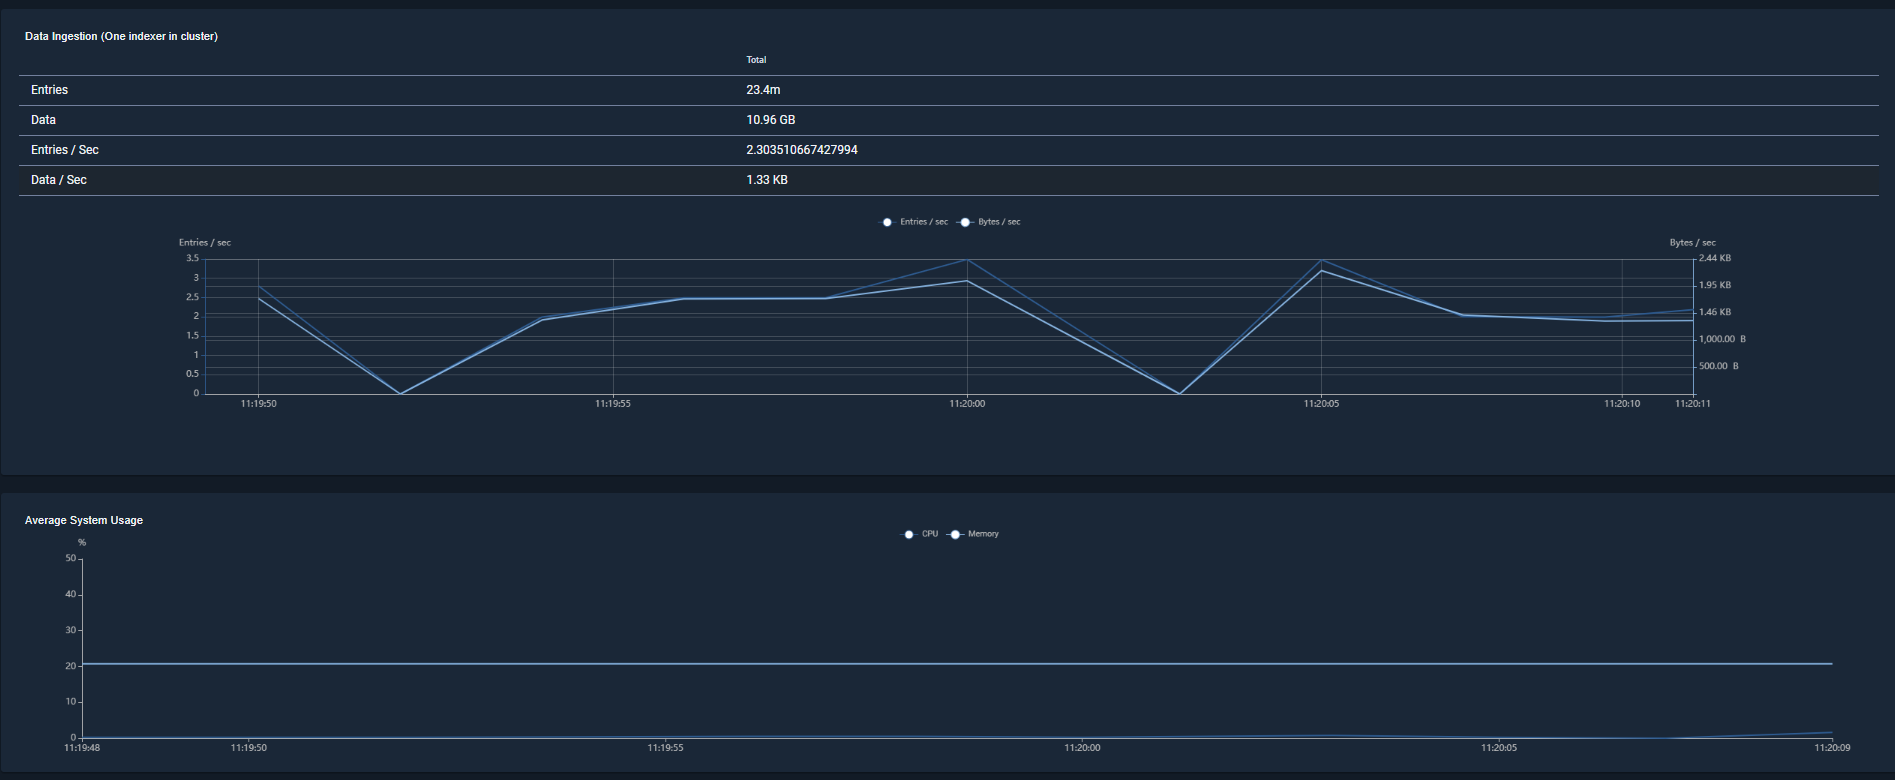 Data Ingestion (One indexer in cluster)
Total
Entries 23.4m
Data 10.96 GB
Entries / Sec 2.303510667427994
Data / Sec 1.33 KB
Entries / sec Bytes / sec
Entries / sec Bytes / sec
3.5 2.44 KB
3
2.5 1.95 KB
2 1.46 KB
1.5 1,000.00 B
1
0.5 500.00 B
0
11:19:50 11:19:55 11:20:00 11:20:05 11:20:10 11:20:11
Average System Usage
CPU Memory
%
50
40
30
20
10
0
11:19:48 11:19:50 11:19:55 11:20:00 11:20:05 11:20:09